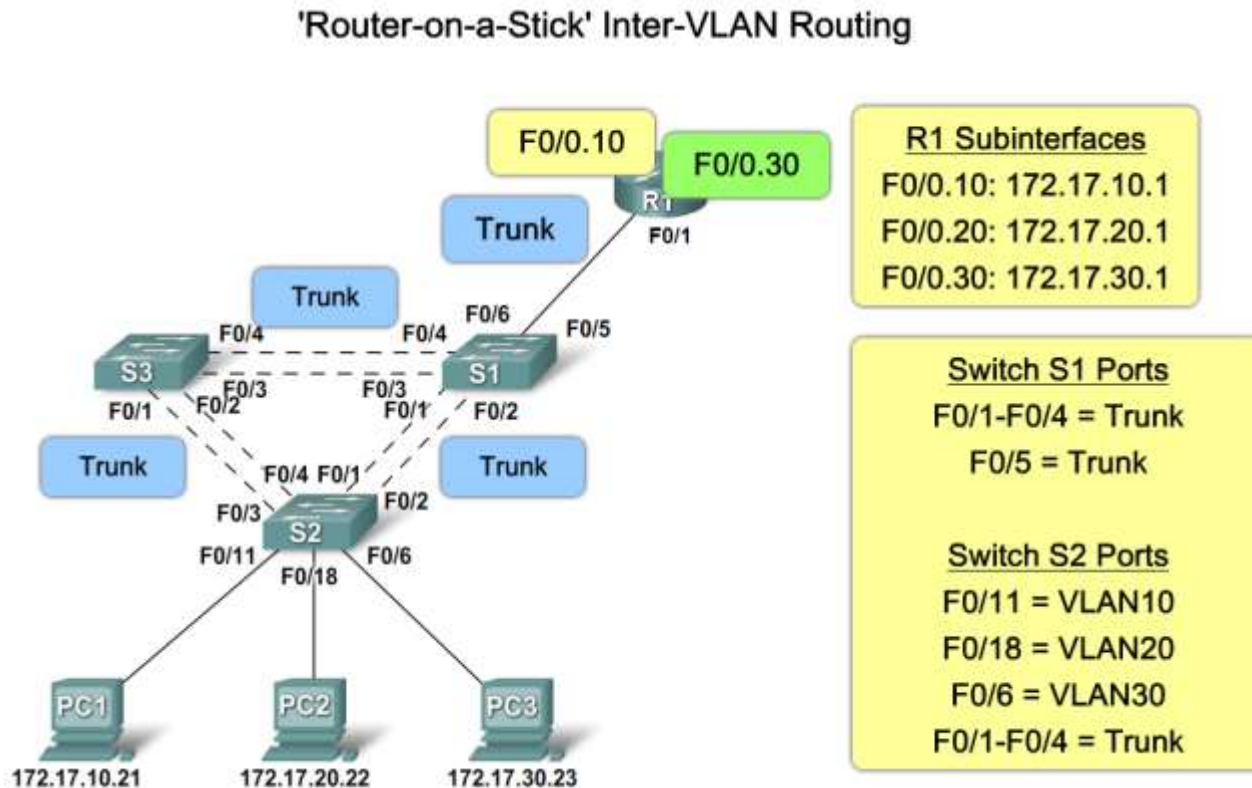 'Router-on-a-Stick' Inter-VLAN Routing
F0/0.10
F0/0.30
R1
F0/1
Trunk
Trunk
F0/6
F0/5
F0/4
F0/4
S3
S1
F0/3
F0/3
F0/1
F0/2
F0/1
F0/2
Trunk
Trunk
F0/4
F0/1
F0/2
F0/3
S2
F0/11
F0/18
F0/6
PC1
PC2
PC3
172.17.10.21
172.17.20.22
172.17.30.23
R1 Subinterfaces
F0/0.10: 172.17.10.1
F0/0.20: 172.17.20.1
F0/0.30: 172.17.30.1
Switch S1 Ports
F0/1-F0/4 = Trunk
F0/5 = Trunk
Switch S2 Ports
F0/11 = VLAN10
F0/18 = VLAN20
F0/6 = VLAN30
F0/1-F0/4 = Trunk